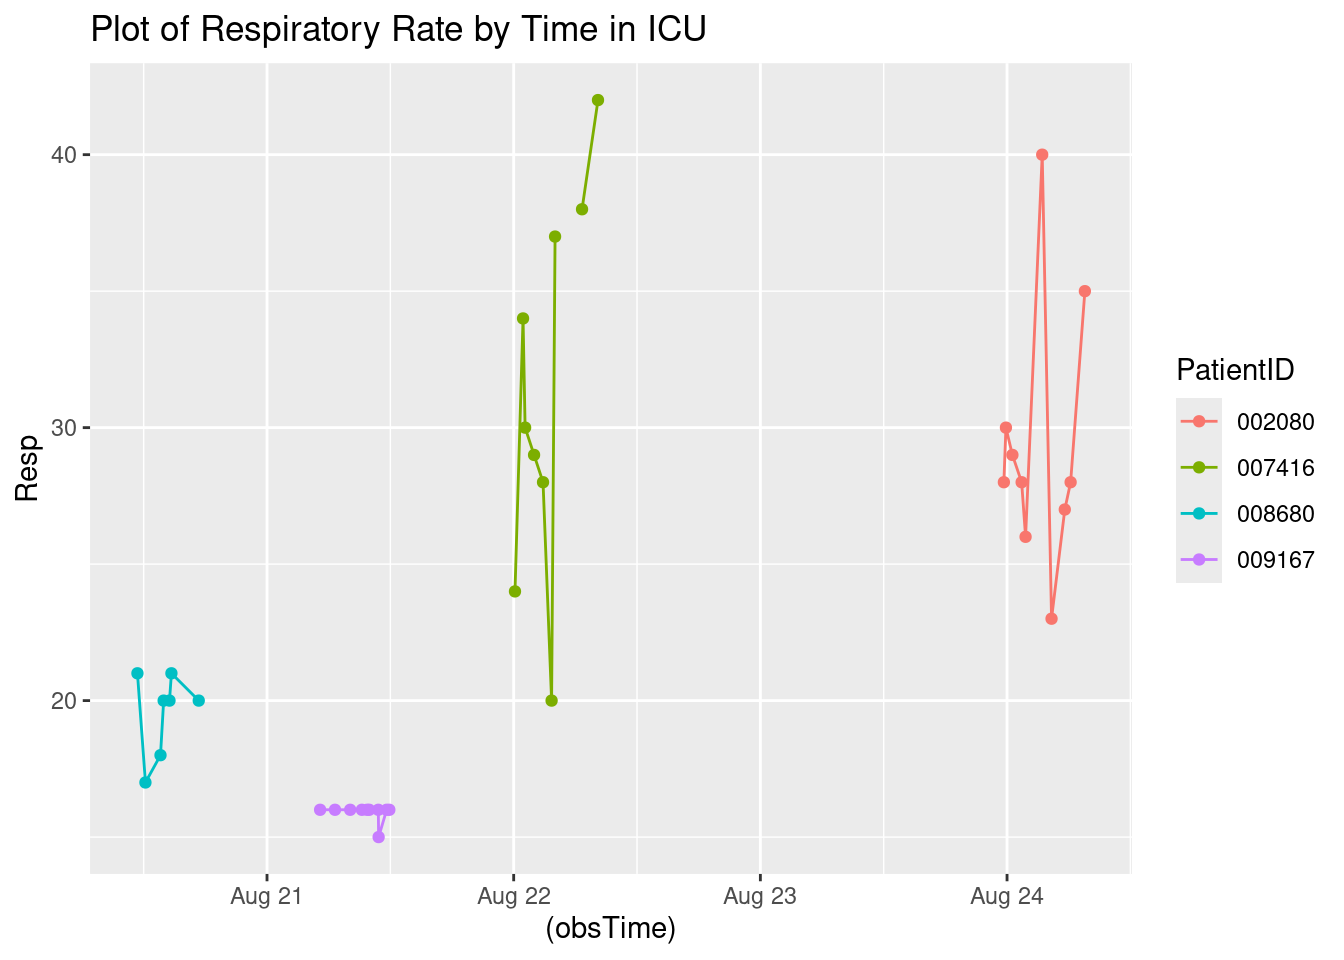 Plot of Respiratory Rate by Time in ICU
40
30
20
Resp
Aug 21
Aug 22
Aug 23
Aug 24
(obsTime)
PatientID
002080
007416
008680
009167